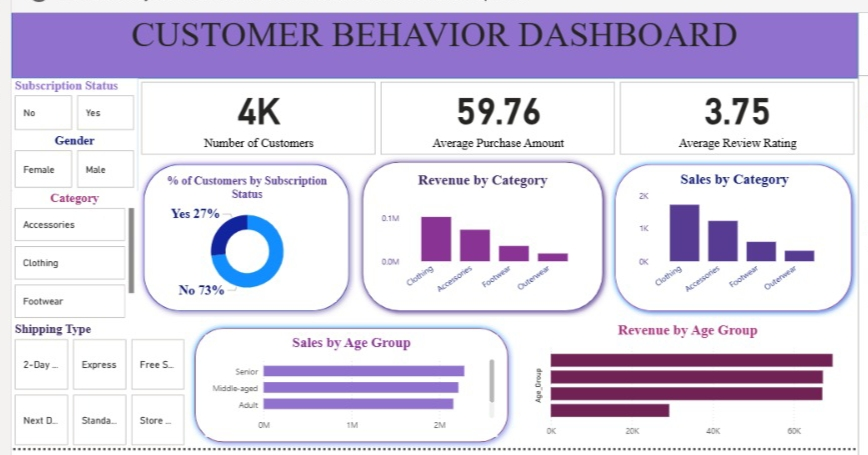 CUSTOMER BEHAVIOR DASHBOARD
Subscription Status
No
Yes
Gender
Female
Male
Category
Accessories
Clothing
Footwear
Shipping Type
2-Day ...
Express
Free S...
Next D...
Standa...
Store ...
4K
Number of Customers
59.76
Average Purchase Amount
3.75
Average Review Rating
% of Customers by Subscription
Status
Yes 27%
No 73%
Revenue by Category
0.1M
0.0M
Clothing
Accessories
Footwear
Outerwear
Sales by Category
2K
1K
0K
Clothing
Accessories
Footwear
Outerwear
Sales by Age Group
Senior
Middle-aged
Adult
0M
1M
2M
Revenue by Age Group
Age_Group
0K
20K
40K
60K